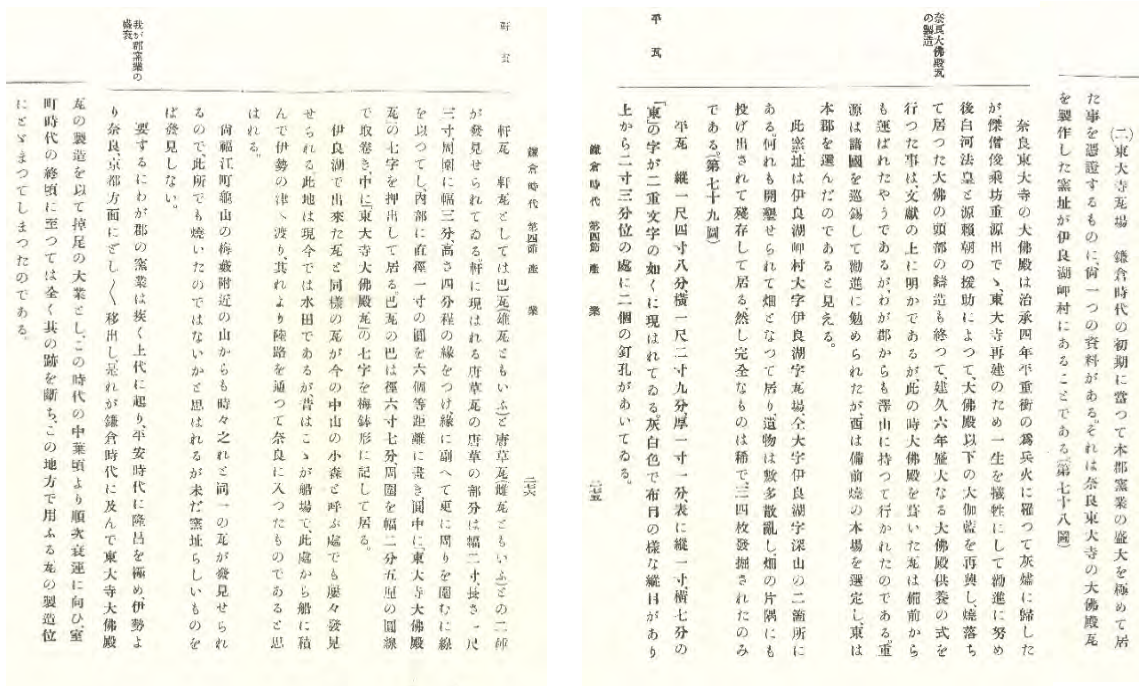 (二)東大寺瓦場　鎌倉時代の初期に當つて本郡窯業の盛大を極めて居
た事を憑證するものに、尙一つの資料がある。それは奈良東大寺の大佛殿瓦
を製作した窯址が伊良湖岬村にあることである。(第七十八圖)
奈良大佛殿瓦
の製造
奈良東大寺の大佛殿は治承四年平重衡の爲兵火に罹つて灰燼に歸した
が、傑僧俊乘坊重源出でゝ東大寺再建のため一生を犠牲にして勸進に努め
後白河法皇と源賴朝の援助によつて、大佛殿以下の大伽藍を再興し、燒落ち
て居つた大佛の頭部の鑄造も終つて、建久六年盛大なる大佛殿供養の式を
行つた事は文獻の上に明かであるが、此の時大佛殿を葺いた瓦は備前から
も運ばれたやうであるが、わが郡からも澤山に持つて行かれたのである。重
源は諸國を巡錫して勸進に勉められたが、西は備前燒の本場を選定し、東は
本郡を選んだのであると見える。
此窯址は伊良湖岬村大字伊良湖字瓦場、仝大字伊良湖字深山の二箇所に
ある。何れも開墾せられて畑となつて居り、遺物は數多散亂し、畑の片隅にも
投げ出されて殘存して居る。然し完全なものは稀で、三四枚發掘されたのみ
である。(第七十九圖)
平瓦
平瓦　縱一尺四寸八分橫一尺二寸九分、厚一寸一分、表に縱一寸橫七分の
「東」の字が二重文字の如くに現はれてゐる。灰白色で布目の樣な縱目があり
上から二寸三分位の處に二個の釘孔があいてゐる。
鎌倉時代　第四節　產業
二五五
鎌倉時代　第四節　產業
二五六
軒瓦
軒瓦　軒瓦としては巴瓦(雄瓦ともいふ)と唐草瓦(雌瓦ともいふ)との二種
が發見せられてゐる。軒に現はれる唐草瓦の唐草の部分は幅二寸、長さ一尺
三寸周圍に幅三分、高さ四分程の緣をつけ、緣に副へて更に周りを圍むに線
を以つてし、內部に直徑一寸の圓を六個等距離に畫き、圓中に、東大寺大佛殿
瓦の七字を押出して居る。巴瓦の巴は徑六寸七分周圍を幅二分五厘の圓線
で取卷き、中に「東大寺大佛殿瓦」の七字を梅鉢形に記して居る。
伊良湖で出來た瓦と同樣の瓦が今の中山の小森と呼ぶ處でも屢々發見
せられる。此地は現今では水田であるが昔はこゝが船場で、此處から船に積
んで伊勢の津へ渡り、其れより陸路を通つて奈良に入つたものであると思
はれる。
尙福江町龜山の梅藪附近の山からも時々之れと同一の瓦が發見せられ
るので、此所でも燒いたのではないかと思はれるが未だ窯址らしいものを
ば發見しない。
我が郡窯業の
盛衰
要するにわが郡の窯業は疾く上代に起り、平安時代に隆昌を極め、伊勢よ
り奈良京都方面にどし〱移出し、是れが鎌倉時代に及んで東大寺大佛殿
瓦の製造を以て掉尾の大業とし、この時代の中葉頃より順次衰運に向ひ、室
町時代の終頃に至つては全く其の跡を斷ち、この地方で用ふる瓦の製造位
にとゞまつてしまつたのである。